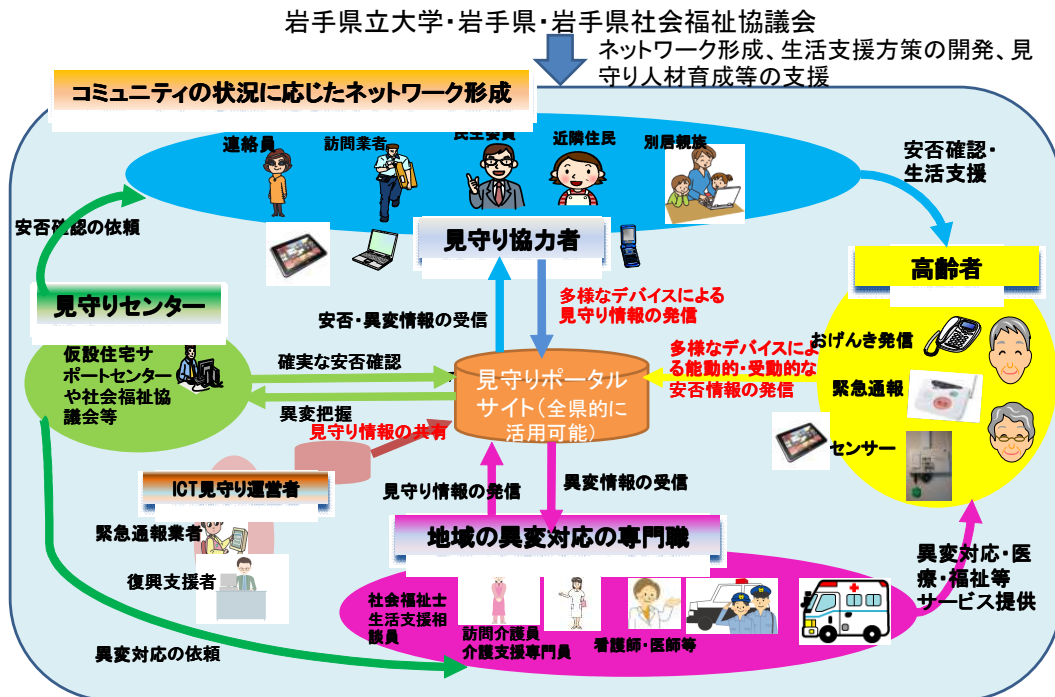 岩手県立大学・岩手県・岩手県社会福祉協議会
ネットワーク形成、生活支援方策の開発、見
守り人材育成等の支援
コミュニティの状況に応じたネットワーク形成
連絡員
訪問業者
民生委員
近隣住民
別居親族
安否確認・
生活支援
安否確認の依頼
見守り協力者
高齢者
見守りセンター
安否・異変情報の受信
多様なデバイスによる
見守り情報の発信
おげんき発信
仮設住宅サ
ポートセンター
や社会福祉協
議会等
確実な安否確認
見守りポータル
サイト(全県的に
活用可能)
多様なデバイスによ
る能動的・受動的な
安否情報の発信
緊急通報
異変把握
見守り情報の共有
センサー
ICT見守り運営者
見守り情報の発信
異変情報の受信
緊急通報業者
地域の異変対応の専門職
復興支援者
異変対応・医
療・福祉等
サービス提供
社会福祉士
生活支援相
談員
訪問介護員
介護支援専門員
看護師・医師等
異変対応の依頼